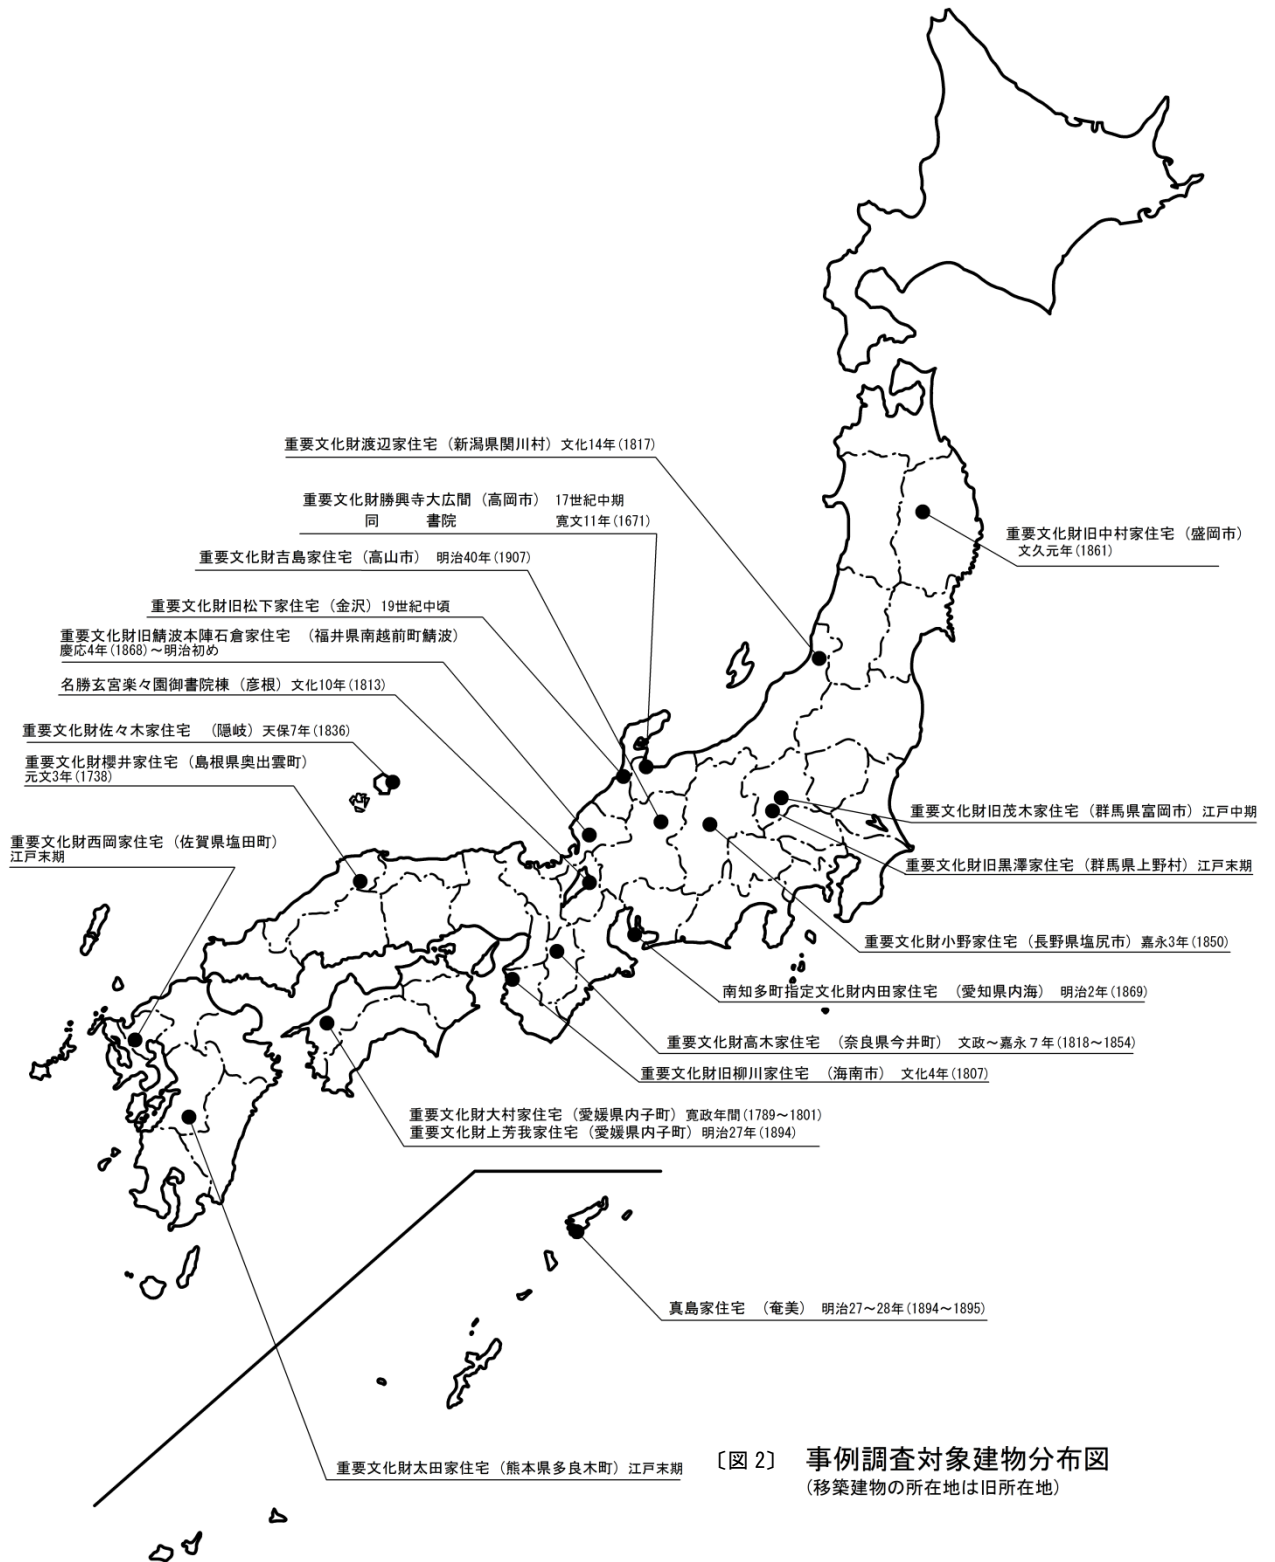 重要文化財渡辺家住宅（新潟県関川村）文化14年(1817)
重要文化財勝興寺大広間（高岡市） 17世紀中期
同 書院 寛文11年(1671)
重要文化財吉島家住宅（高山市） 明治40年(1907)
重要文化財旧松下家住宅（金沢）19世紀中頃
重要文化財旧鯖波本陣石倉家住宅 （福井県南越前町鯖波）
慶応4年(1868)～明治初め
名勝玄宮楽々園御書院棟（彦根）文化10年(1813)
重要文化財佐々木家住宅 （隠岐）天保7年(1836)
重要文化財櫻井家住宅（島根県奥出雲町）
元文3年(1738)
重要文化財西岡家住宅（佐賀県塩田町）
江戸末期
重要文化財旧中村家住宅（盛岡市）
文久元年(1861)
重要文化財旧茂木家住宅（群馬県富岡市）江戸中期
重要文化財旧黒澤家住宅（群馬県上野村）江戸末期
重要文化財小野家住宅（長野県塩尻市）嘉永3年(1850)
南知多町指定文化財内田家住宅 （愛知県内海） 明治2年(1869)
重要文化財高木家住宅 （奈良県今井町） 文政～嘉永７年(1818～1854)
重要文化財旧柳川家住宅 （海南市） 文化4年(1807)
重要文化財大村家住宅（愛媛県内子町）寛政年間(1789～1801)
重要文化財上芳我家住宅（愛媛県内子町）明治27年(1894)
真島家住宅 （奄美） 明治27～28年(1894～1895)
重要文化財太田家住宅（熊本県多良木町）江戸末期
〔図2〕 事例調査対象建物分布図
(移築建物の所在地は旧所在地)